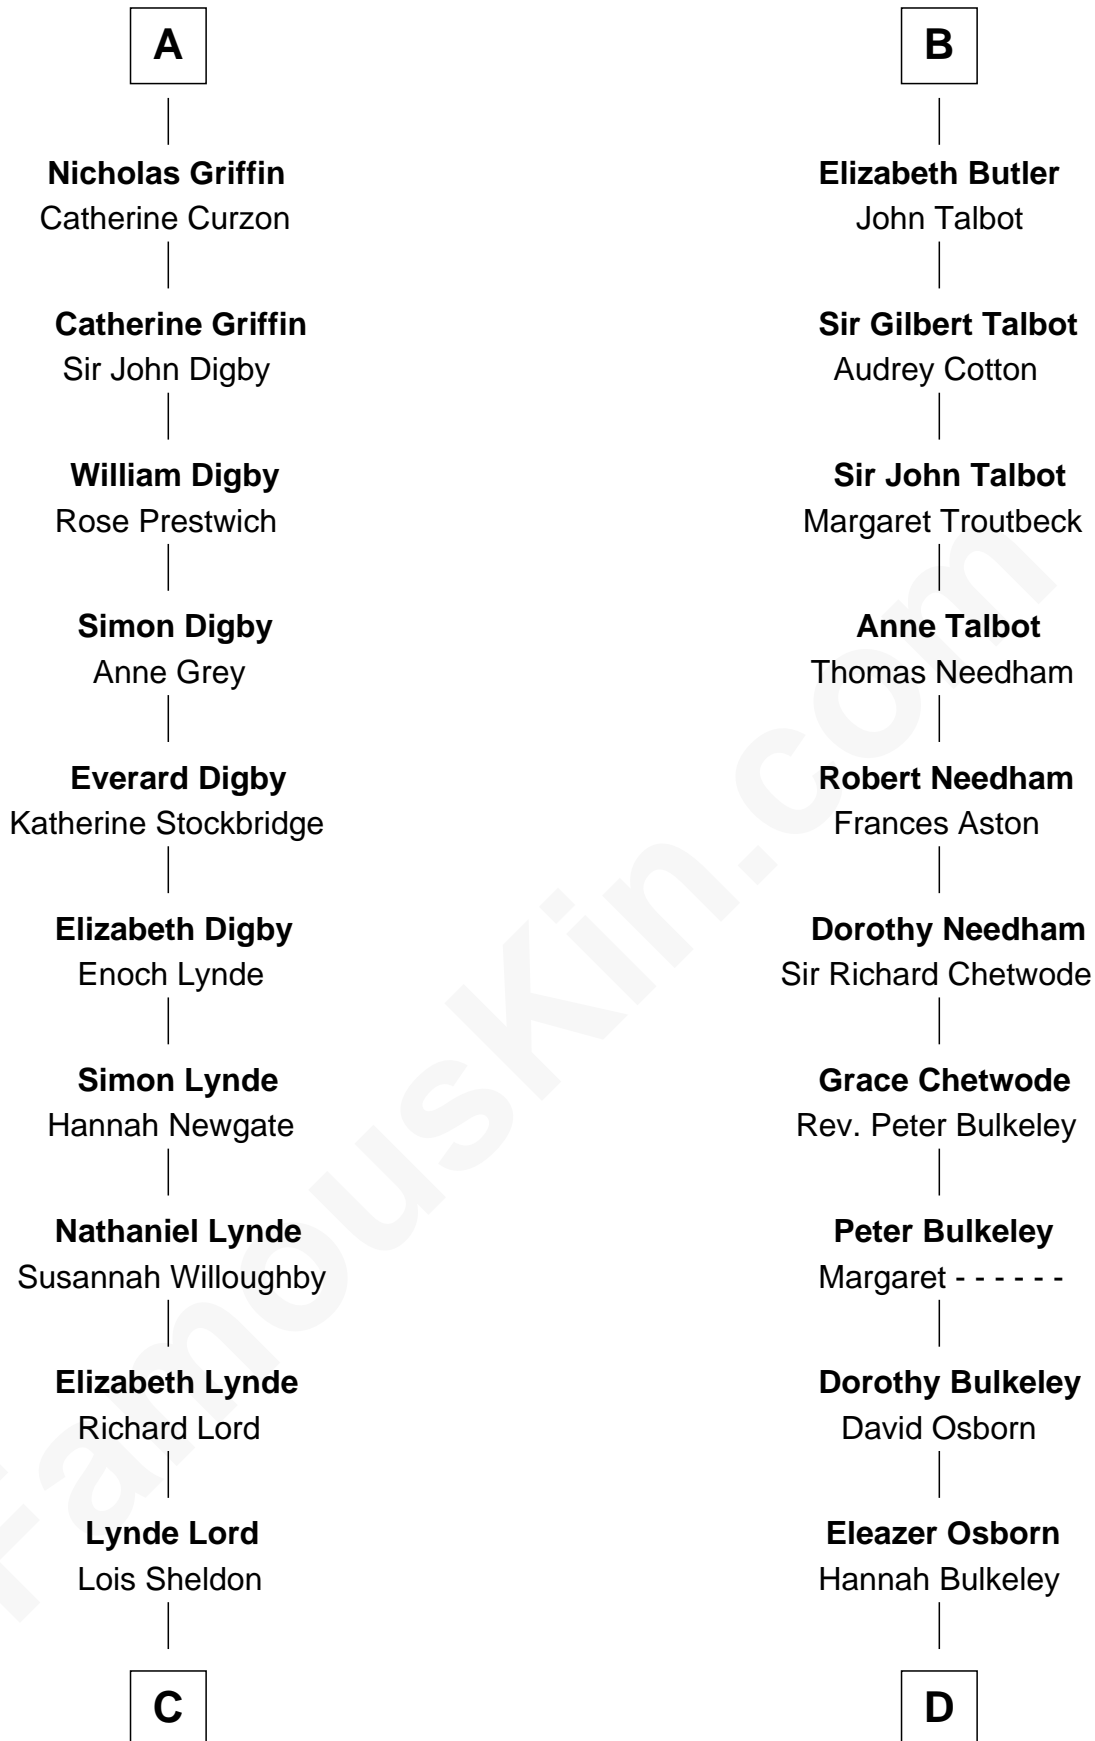 A
Nicholas Griffin
Catherine Curzon
Catherine Griffin
Sir John Digby
William Digby
Rose Prestwich
Simon Digby
Anne Grey
Everard Digby
Katherine Stockbridge
Elizabeth Digby
Enoch Lynde
Simon Lynde
Hannah Newgate
Nathaniel Lynde
Susannah Willoughby
Elizabeth Lynde
Richard Lord
Lynde Lord
Lois Sheldon
C
B
Elizabeth Butler
John Talbot
Sir Gilbert Talbot
Audrey Cotton
Sir John Talbot
Margaret Troutbeck
Anne Talbot
Thomas Needham
Robert Needham
Frances Aston
Dorothy Needham
Sir Richard Chetwode
Grace Chetwode
Rev. Peter Bulkeley
Peter Bulkeley
Margaret - - - - - -
Dorothy Bulkeley
David Osborn
Eleazer Osborn
Hannah Bulkeley
D
FamousKin.com